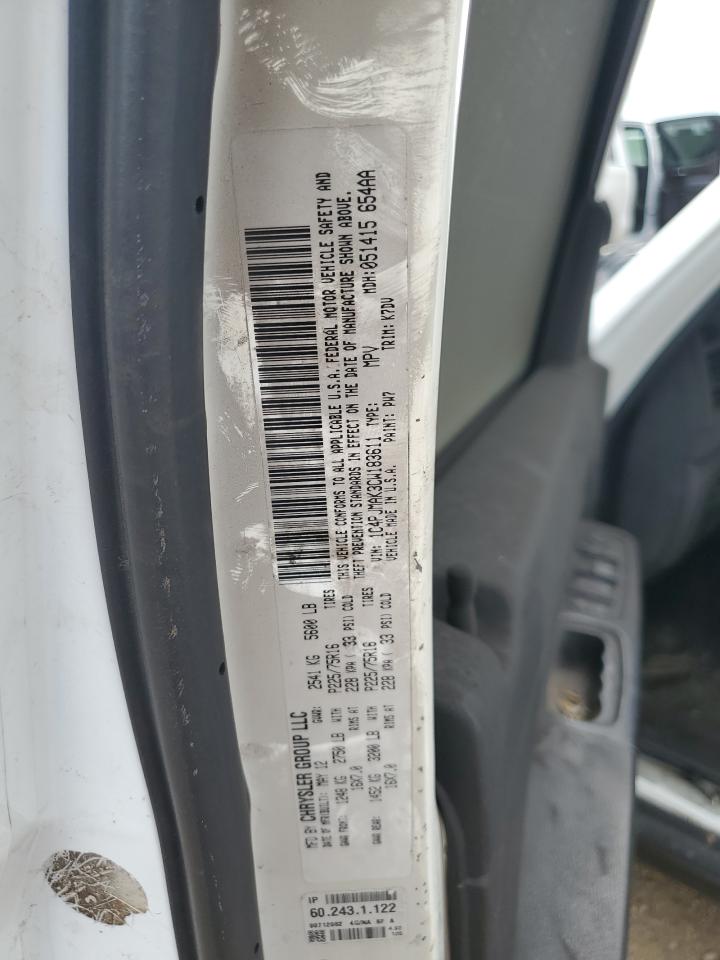 MFD BY: CHRYSLER GROUP LLC
DATE OF MFR(BUILT): MAY 12 GVWR: 2541 KG 5600 LB
GAWR FRONT: 1248 KG 2750 LB WITH P225/75R16 TIRES
16X7.0 RIMS AT 228 KPA ( 33 PSI) COLD
GAWR REAR: 1452 KG 3200 LB WITH P225/75R16 TIRES
16X7.0 RIMS AT 228 KPA ( 33 PSI) COLD
THIS VEHICLE CONFORMS TO ALL APPLICABLE U.S.A. FEDERAL MOTOR VEHICLE SAFETY AND
THEFT PREVENTION STANDARDS IN EFFECT ON THE DATE OF MANUFACTURE SHOWN ABOVE.
VIN: 1C4PJMAK3CW183611 TYPE: MPV MDH:051415 654AA
VEHICLE MADE IN U.S.A. PAINT: PW7 TRIM: K7DV
IP
60.243.1.122